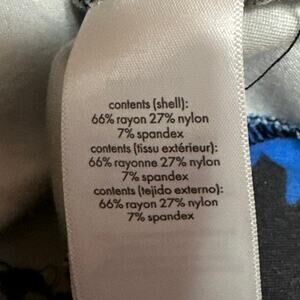 contents (shell):
66% rayon 27% nylon
7% spandex
contents (tissu extérieur):
66% rayonne 27% nylon
7% spandex
contents (tejido externo):
66% rayon 27% nylon
7% spandex